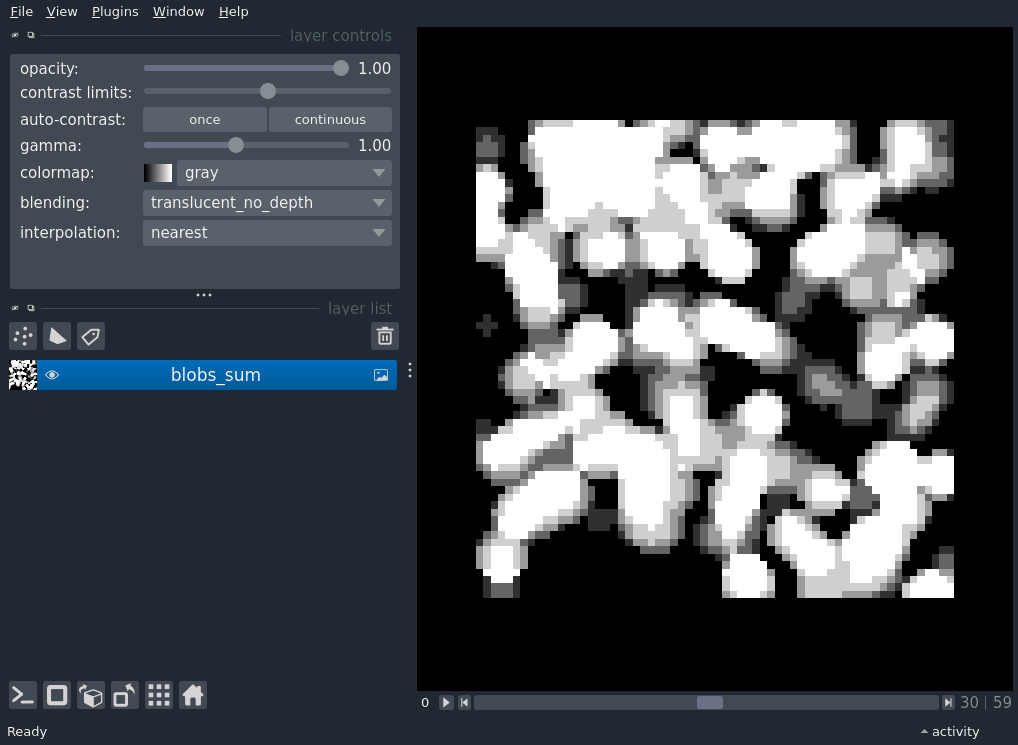 File View Plugins Window Help
layer controls
opacity: 1.00
contrast limits:
auto-contrast: once continuous
gamma: 1.00
colormap: gray
blending: translucent_no_depth
interpolation: nearest
layer list
blobs_sum
0 30 | 59
Ready activity